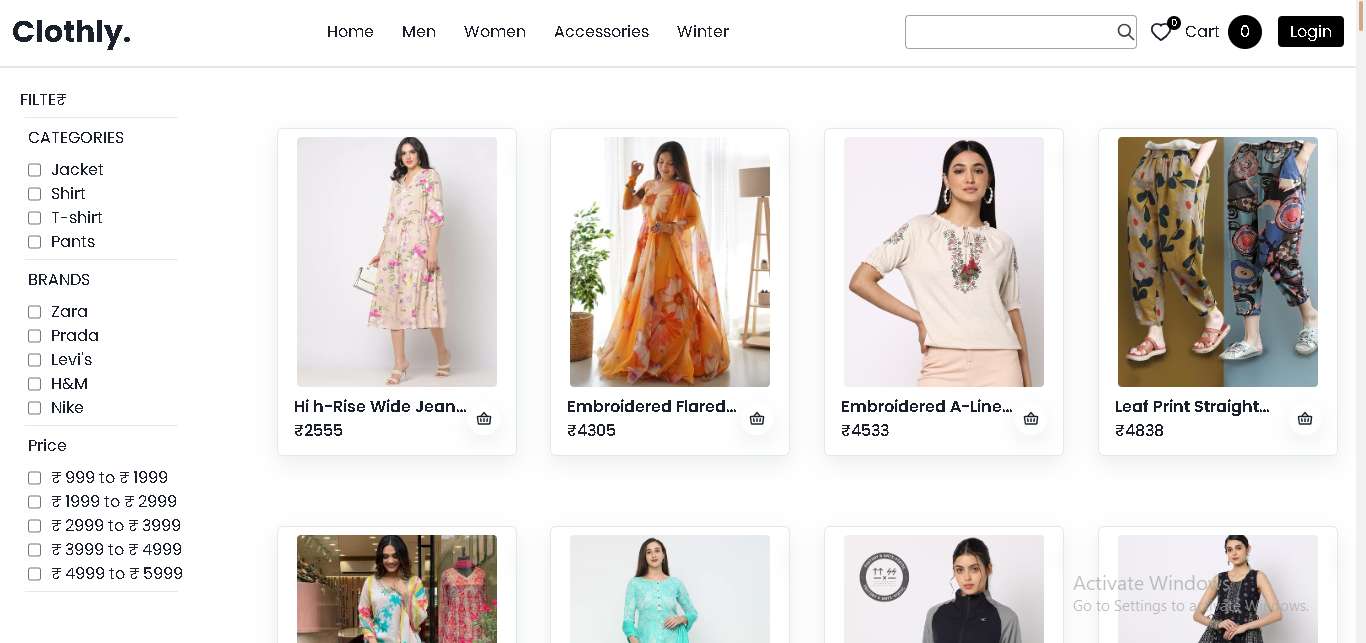 Clothly.
Home Men Women Accessories Winter
0 Cart 0 Login
FILTE₹
CATEGORIES
Jacket
Shirt
T-shirt
Pants
BRANDS
Zara
Prada
Levi's
H&M
Nike
Price
₹ 999 to ₹ 1999
₹ 1999 to ₹ 2999
₹ 2999 to ₹ 3999
₹ 3999 to ₹ 4999
₹ 4999 to ₹ 5999
Hi h-Rise Wide Jean...
₹2555
Embroidered Flared...
₹4305
Embroidered A-Line...
₹4533
Leaf Print Straight...
₹4838
Activate Windows
Go to Settings to activate Windows.